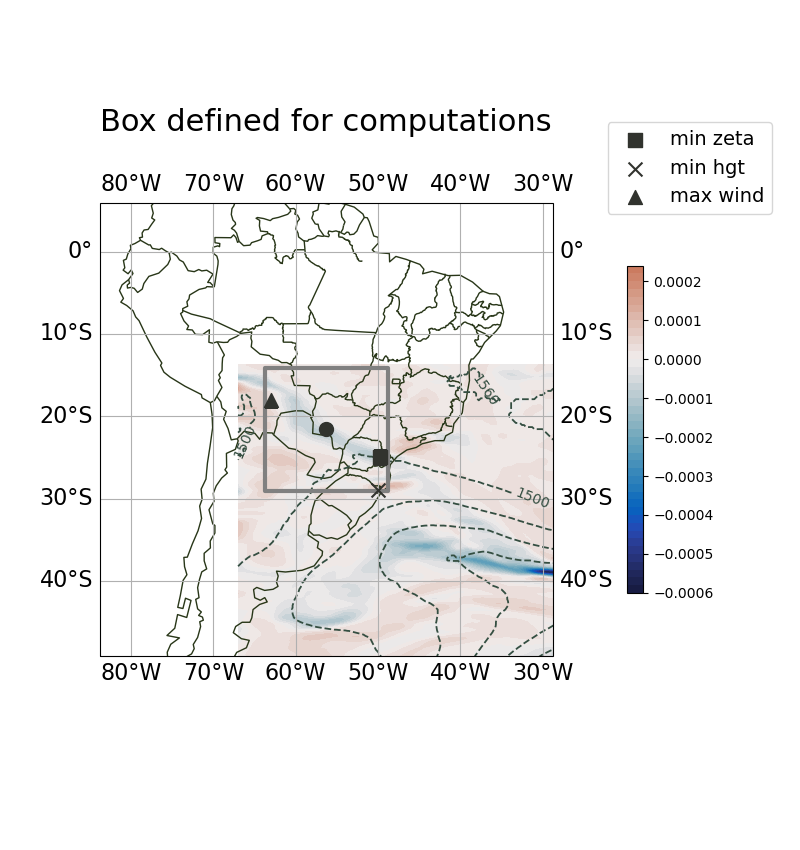 Box defined for computations
min zeta
min hgt
max wind
80°W 70°W 60°W 50°W 40°W 30°W
0° 0°
10°S 10°S
20°S 20°S
30°S 30°S
40°S 40°S
1560
1500
1500
80°W 70°W 60°W 50°W 40°W 30°W
0.0002
0.0001
0.0000
−0.0001
−0.0002
−0.0003
−0.0004
−0.0005
−0.0006